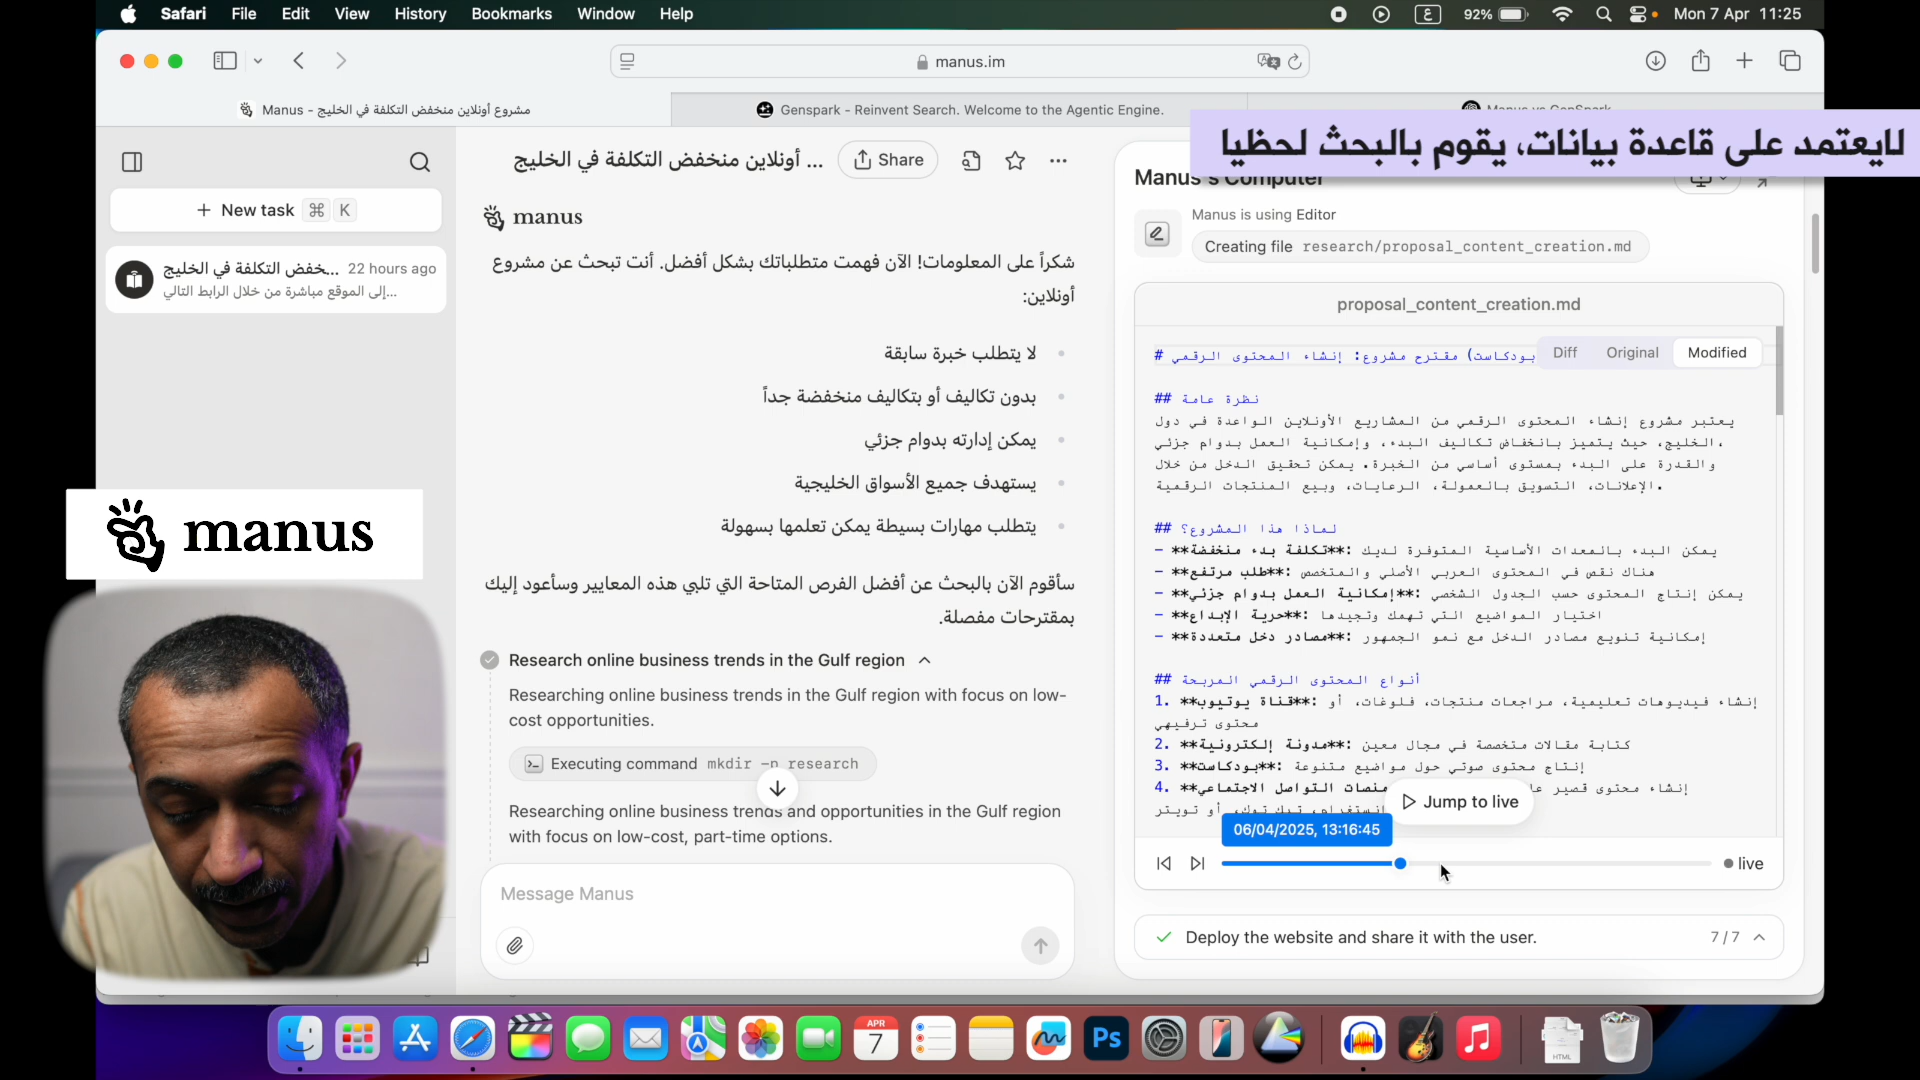 Safari File Edit View History Bookmarks Window Help
ع 92% Mon 7 Apr 11:25
manus.im
مشروع أونلاين منخفض التكلفة في الخليج - Manus
Genspark - Reinvent Search. Welcome to the Agentic Engine.
لايعتمد على قاعدة بيانات، يقوم بالبحث لحظيا
New task ⌘ K
...خفض التكلفة في الخليج 22 hours ago
إلى الموقع مباشرة من خلال الرابط التالي...
manus
... أونلاين منخفض التكلفة في الخليج
Share
manus
شكراً على المعلومات! الآن فهمت متطلباتك بشكل أفضل. أنت تبحث عن مشروع
أونلاين:
لا يتطلب خبرة سابقة
بدون تكاليف أو بتكاليف منخفضة جداً
يمكن إدارته بدوام جزئي
يستهدف جميع الأسواق الخليجية
يتطلب مهارات بسيطة يمكن تعلمها بسهولة
سأقوم الآن بالبحث عن أفضل الفرص المتاحة التي تلبي هذه المعايير وسأعود إليك
بمقترحات مفصلة.
Research online business trends in the Gulf region
Researching online business trends in the Gulf region with focus on low-
cost opportunities.
Executing command mkdir -p research
Researching online business trends and opportunities in the Gulf region
with focus on low-cost, part-time options.
Message Manus
Manus's Computer
Manus is using Editor
Creating file research/proposal_content_creation.md
proposal_content_creation.md
Diff Original Modified
# مقترح مشروع: إنشاء المحتوى الرقمي (بودكاست
## نظرة عامة
يعتبر مشروع إنشاء المحتوى الرقمي من المشاريع الأونلاين الواعدة في دول
الخليج، حيث يتميز بانخفاض تكاليف البدء، وإمكانية العمل بدوام جزئي،
والقدرة على البدء بمستوى أساسي من الخبرة. يمكن تحقيق الدخل من خلال
الإعلانات، التسويق بالعمولة، الرعايات، وبيع المنتجات الرقمية.
## لماذا هذا المشروع؟
- **تكلفة بدء منخفضة**: يمكن البدء بالمعدات الأساسية المتوفرة لديك
- **طلب مرتفع**: هناك نقص في المحتوى العربي الأصلي والمتخصص
- **إمكانية العمل بدوام جزئي**: يمكن إنتاج المحتوى حسب الجدول الشخصي
- **حرية الإبداع**: اختيار المواضيع التي تهمك وتجيدها
- **مصادر دخل متعددة**: إمكانية تنويع مصادر الدخل مع نمو الجمهور
## أنواع المحتوى الرقمي المربحة
1. **قناة يوتيوب**: إنشاء فيديوهات تعليمية، مراجعات منتجات، فلوغات، أو
محتوى ترفيهي
2. **مدونة إلكترونية**: كتابة مقالات متخصصة في مجال معين
3. **بودكاست**: إنتاج محتوى صوتي حول مواضيع متنوعة
4. **منصات التواصل الاجتماعي إنشاء محتوى قصير
انستغرام، تيك توك، أو تويتر
Jump to live
06/04/2025, 13:16:45
live
Deploy the website and share it with the user. 7/7
APR
7
Ps
HTML